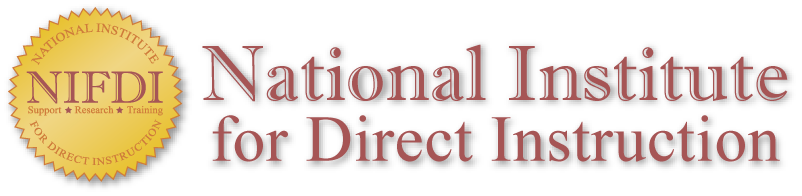 NATIONAL INSTITUTE
NIFDI
Support ★ Research ★ Training
FOR DIRECT INSTRUCTION
National Institute
for Direct Instruction